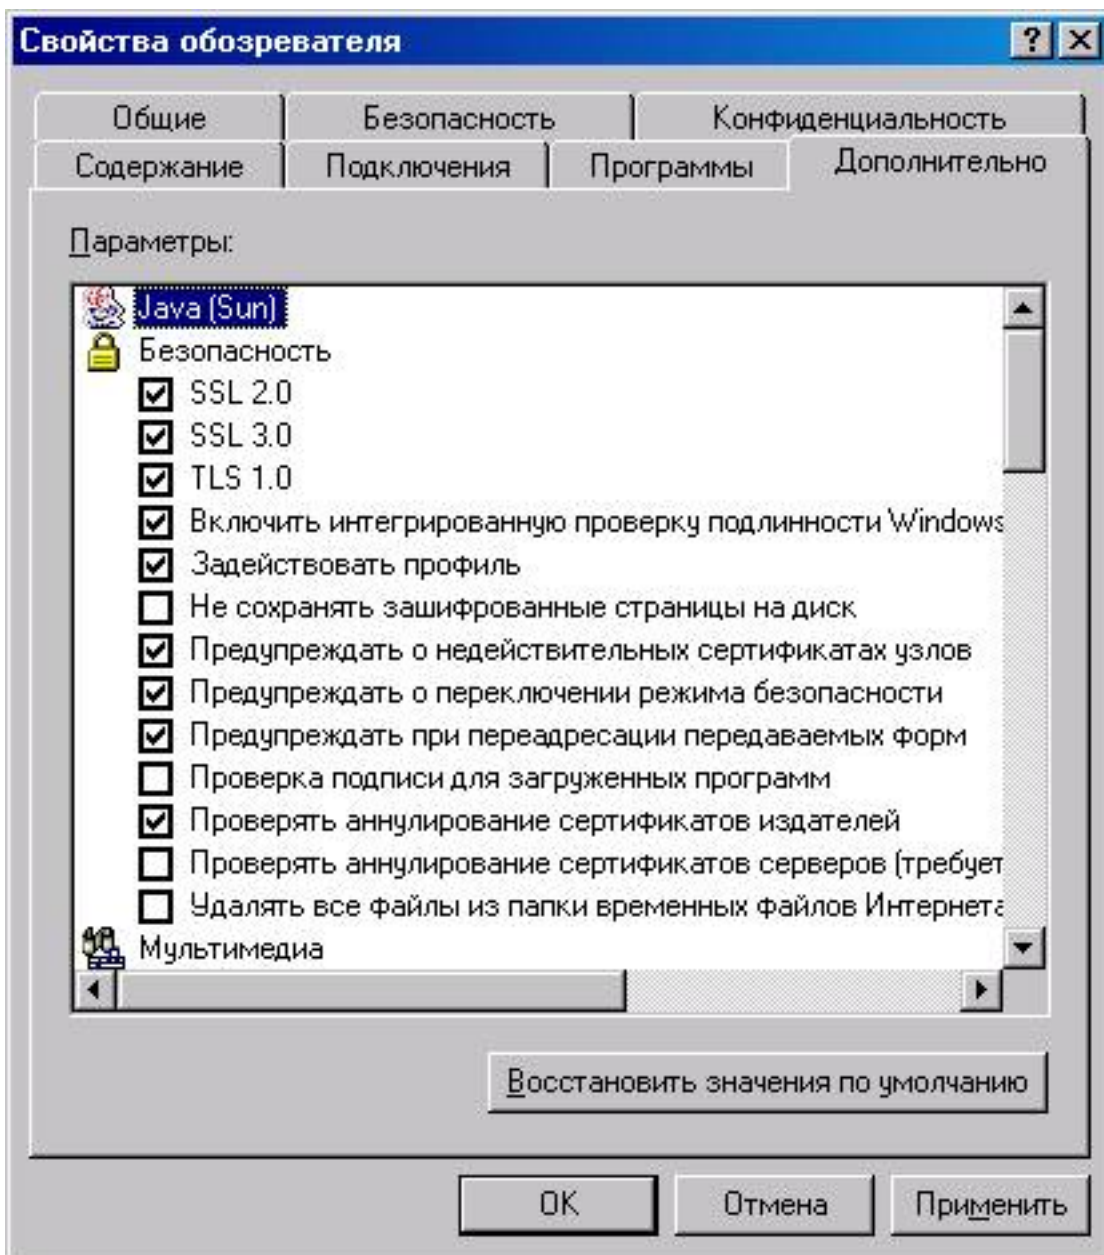 Свойства обозревателя
Общие Безопасность Конфиденциальность
Содержание Подключения Программы Дополнительно
Параметры:
Java (Sun)
Безопасность
SSL 2.0
SSL 3.0
TLS 1.0
Включить интегрированную проверку подлинности Windows
Задействовать профиль
Не сохранять зашифрованные страницы на диск
Предупреждать о недействительных сертификатах узлов
Предупреждать о переключении режима безопасности
Предупреждать при переадресации передаваемых форм
Проверка подписи для загруженных программ
Проверять аннулирование сертификатов издателей
Проверять аннулирование сертификатов серверов (требует
Удалять все файлы из папки временных файлов Интернета
Мультимедиа
Восстановить значения по умолчанию
OK Отмена Применить